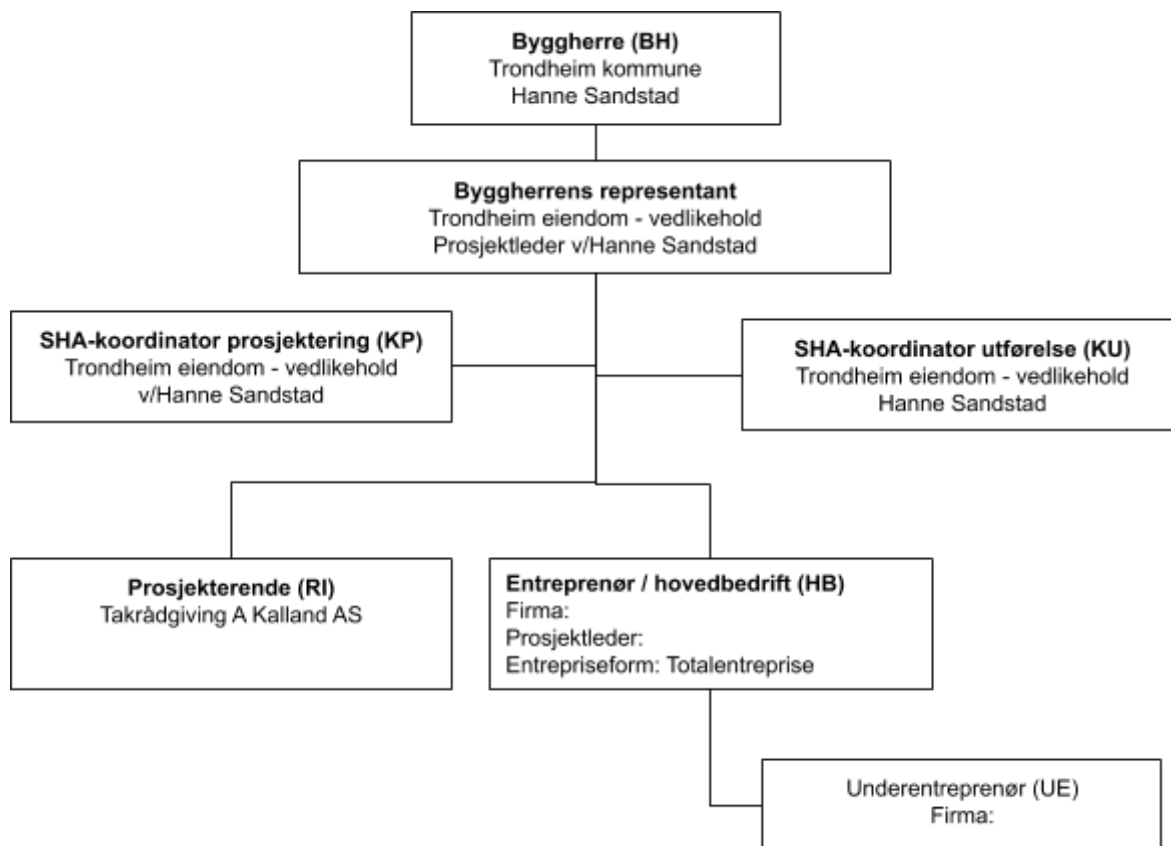 Byggherre (BH)
Trondheim kommune
Hanne Sandstad
Byggherrens representant
Trondheim eiendom - vedlikehold
Prosjektleder v/Hanne Sandstad
SHA-koordinator prosjektering (KP)
Trondheim eiendom - vedlikehold
v/Hanne Sandstad
SHA-koordinator utførelse (KU)
Trondheim eiendom - vedlikehold
Hanne Sandstad
Prosjekterende (RI)
Takrådgiving A Kalland AS
Entreprenør / hovedbedrift (HB)
Firma:
Prosjektleder:
Entrepriseform: Totalentreprise
Underentreprenør (UE)
Firma: